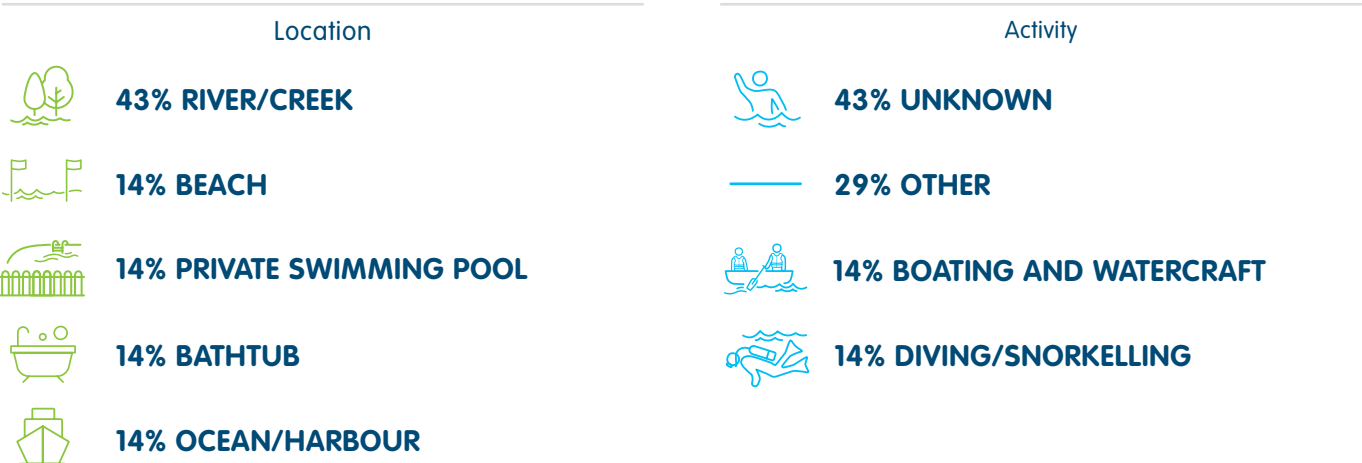 Location
43% RIVER/CREEK
14% BEACH
14% PRIVATE SWIMMING POOL
14% BATHTUB
14% OCEAN/HARBOUR
Activity
43% UNKNOWN
29% OTHER
14% BOATING AND WATERCRAFT
14% DIVING/SNORKELLING